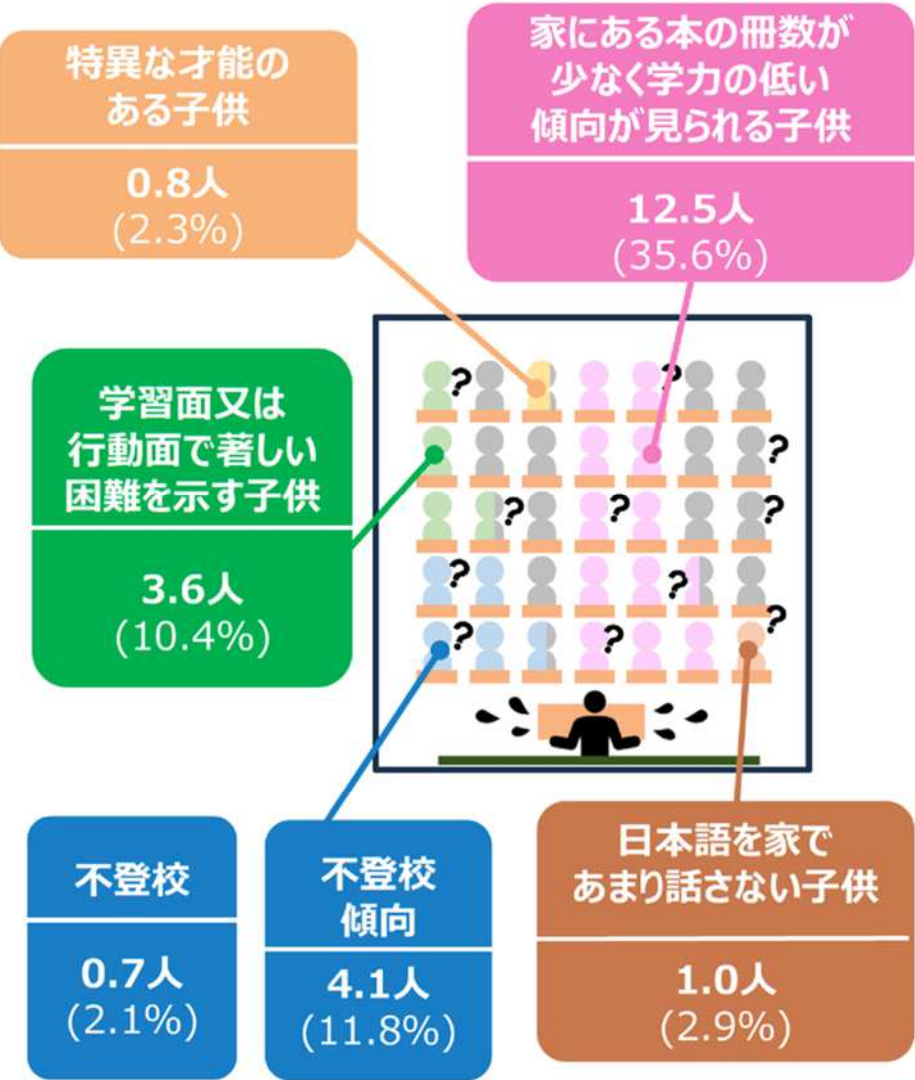 特異な才能の
ある子供
0.8人
(2.3%)
家にある本の冊数が
少なく学力の低い
傾向が見られる子供
12.5人
(35.6%)
学習面又は
行動面で著しい
困難を示す子供
3.6人
(10.4%)
?
?
?
?
?
?
?
?
?
?
?
不登校
0.7人
(2.1%)
不登校
傾向
4.1人
(11.8%)
日本語を家で
あまり話さない子供
1.0人
(2.9%)